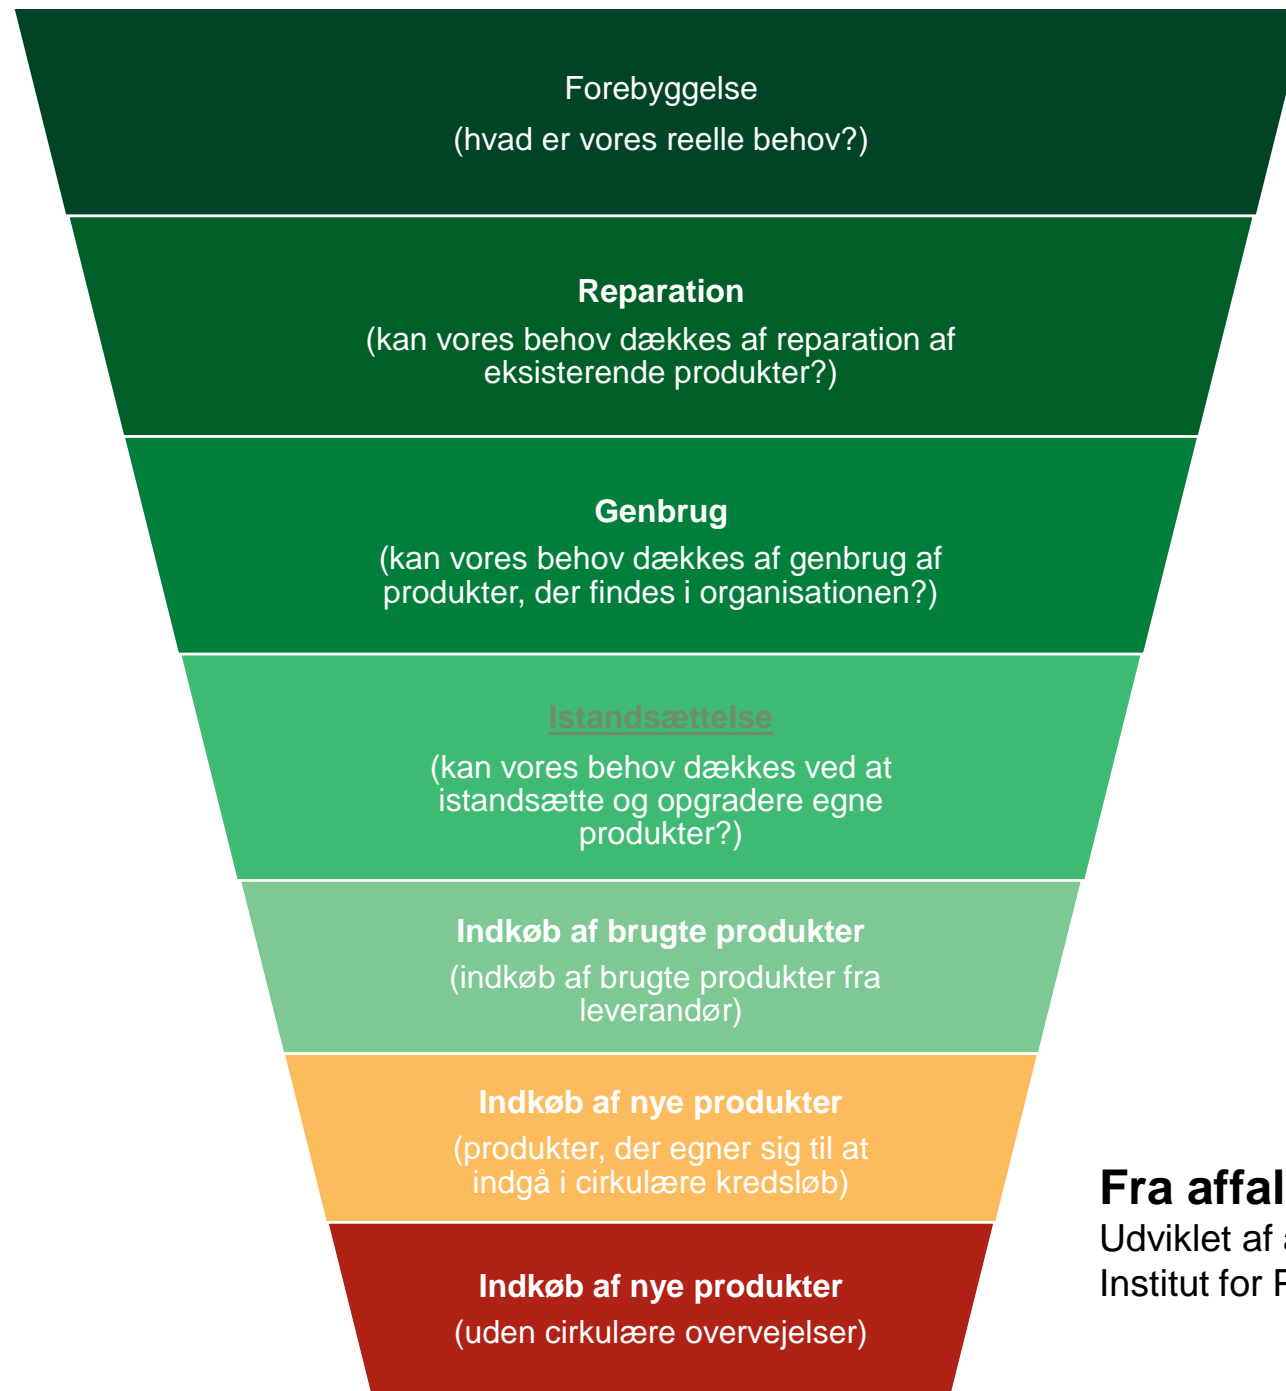 Forebyggelse
(hvad er vores reelle behov?)
Reparation
(kan vores behov dækkes af reparation af
eksisterende produkter?)
Genbrug
(kan vores behov dækkes af genbrug af
produkter, der findes i organisationen?)
Istandsættelse
(kan vores behov dækkes ved at
istandsætte og opgradere egne
produkter?)
Indkøb af brugte produkter
(indkøb af brugte produkter fra
leverandør)
Indkøb af nye produkter
(produkter, der egner sig til at
indgå i cirkulære kredsløb)
Indkøb af nye produkter
(uden cirkulære overvejelser)
Fra affal
Udviklet af
Institut for